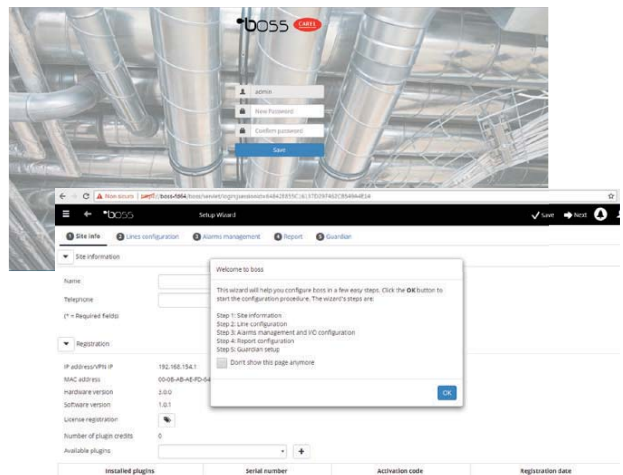 boss CAREL
admin
New Password
Confirm password
Save
Not secure
boss
Setup Wizard
Save
Next
1 Site info
2 Lines configuration
3 Alarms management
4 Report
5 Guardian
Site information
Name
Telephone
(* = Required fields)
Registration
IP address/VPN IP 192.168.154.1
MAC address
Hardware version 3.0.0
Software version 1.0.1
License registration
Number of plugin credits 0
Available plugins
Installed plugins Serial number Activation code Registration date
Welcome to boss
This wizard will help you configure boss in a few easy steps. Click the OK button to
start the configuration procedure. The wizard's steps are:
Step 1: Site information
Step 2: Line configuration
Step 3: Alarms management and I/O configuration
Step 4: Report configuration
Step 5: Guardian setup
Don't show this page anymore
OK